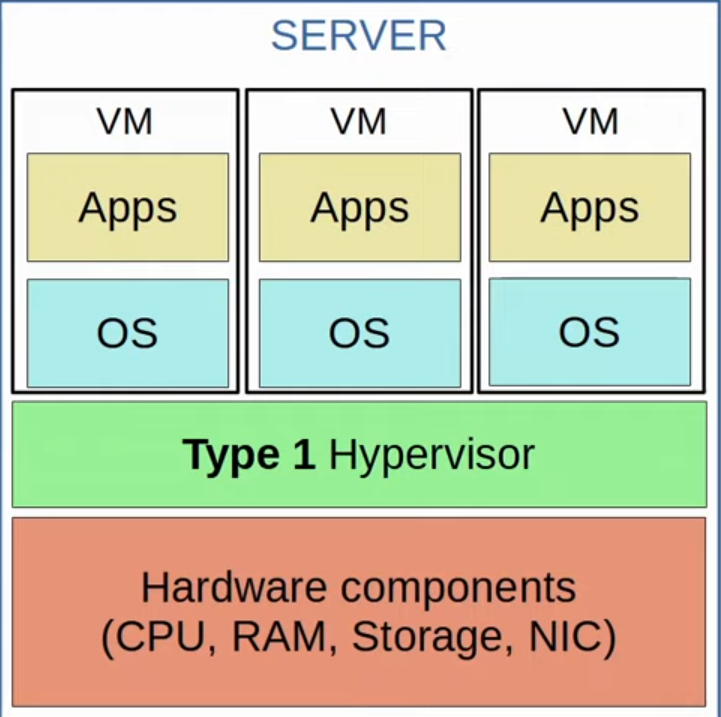 SERVER
VM
VM
VM
Apps
Apps
Apps
OS
OS
OS
Type 1 Hypervisor
Hardware components
(CPU, RAM, Storage, NIC)